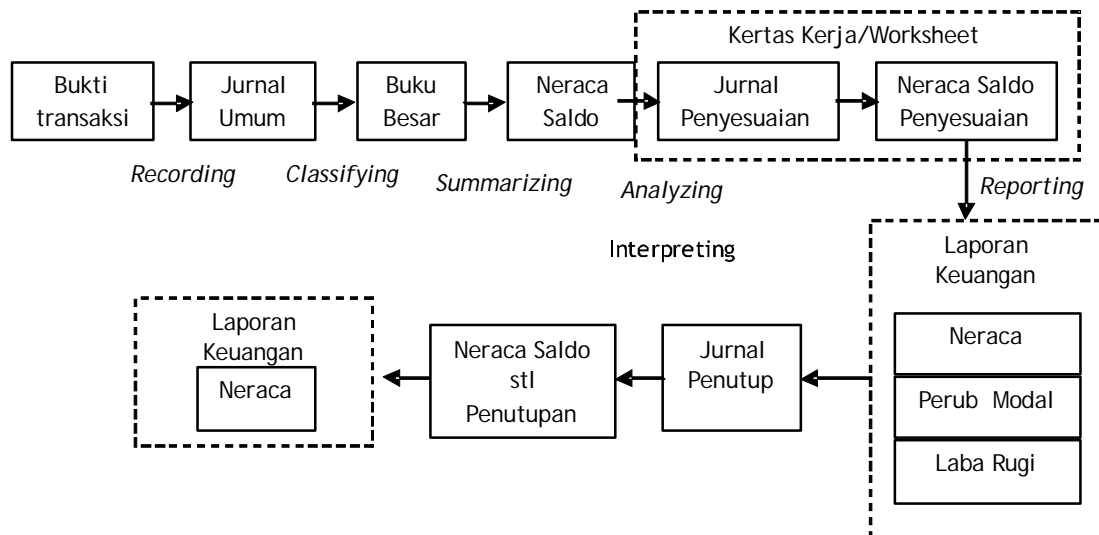 Kertas Kerja/Worksheet
Bukti
transaksi
Jurnal
Umum
Buku
Besar
Neraca
Saldo
Jurnal
Penyesuaian
Neraca Saldo
Penyesuaian
Recording
Classifying
Summarizing
Analyzing
Reporting
Interpreting
Laporan
Keuangan
Neraca
Perub Modal
Laba Rugi
Jurnal
Penutup
Neraca Saldo
stl
Penutupan
Laporan
Keuangan
Neraca